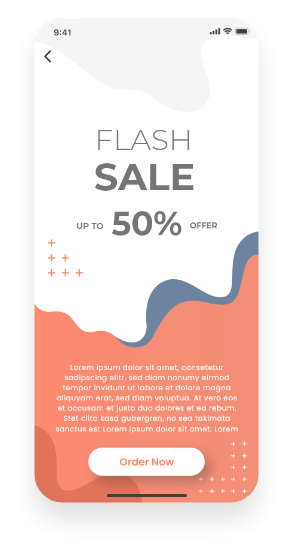 9:41
FLASH
SALE
UP TO 50% OFFER
Lorem ipsum dolor sit amet, consetetur
sadipscing elitr, sed diam nonumy eirmod
tempor invidunt ut labore et dolore magna
aliquyam erat, sed diam voluptua. At vero eos
et accusam et justo duo dolores et ea rebum.
Stet clita kasd gubergren, no sea takimata
sanctus est Lorem ipsum dolor sit amet. Lorem
Order Now